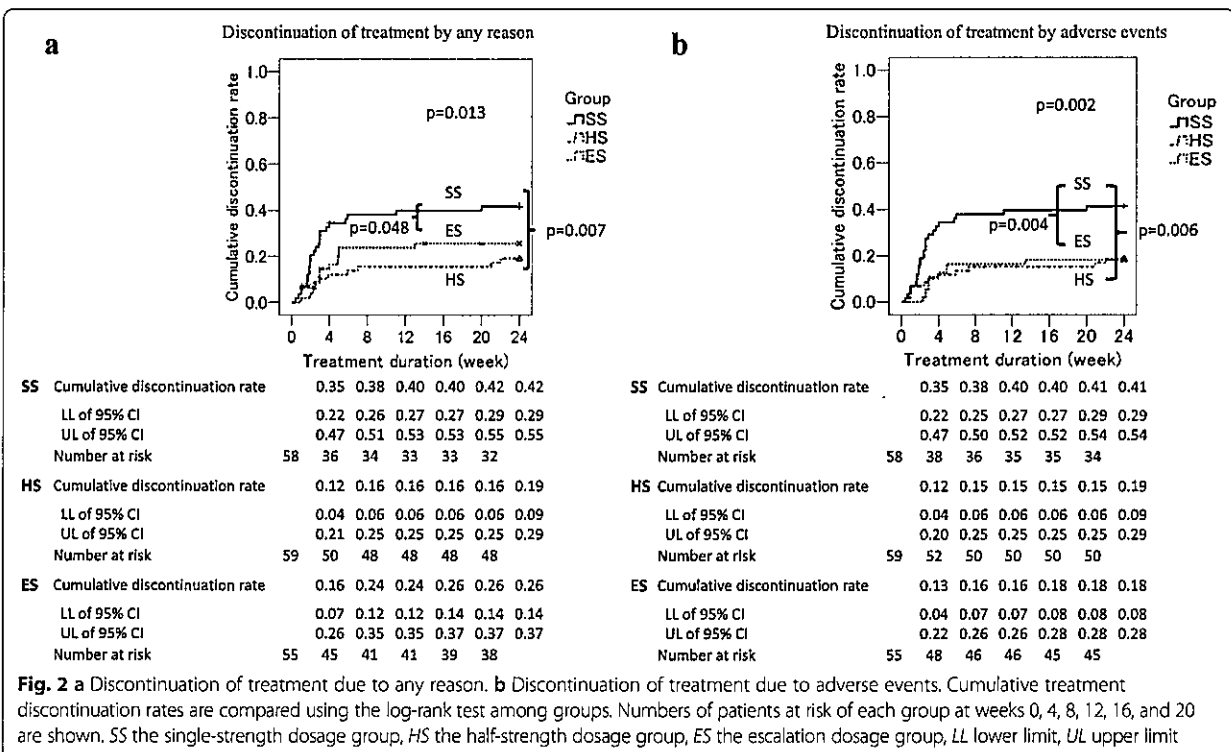 a
Discontinuation of treatment by any reason
Cumulative discontinuation rate
1.0
0.8
0.6
0.4
0.2
0.0
p=0.013
SS
p=0.048
ES
HS
p=0.007
Group
SS
HS
ES
0 4 8 12 16 20 24
Treatment duration (week)
SS Cumulative discontinuation rate 0.35 0.38 0.40 0.40 0.42 0.42
LL of 95% CI 0.22 0.26 0.27 0.27 0.29 0.29
UL of 95% CI 0.47 0.51 0.53 0.53 0.55 0.55
Number at risk 58 36 34 33 33 32
HS Cumulative discontinuation rate 0.12 0.16 0.16 0.16 0.16 0.19
LL of 95% CI 0.04 0.06 0.06 0.06 0.06 0.09
UL of 95% CI 0.21 0.25 0.25 0.25 0.25 0.29
Number at risk 59 50 48 48 48 48
ES Cumulative discontinuation rate 0.16 0.24 0.24 0.26 0.26 0.26
LL of 95% CI 0.07 0.12 0.12 0.14 0.14 0.14
UL of 95% CI 0.26 0.35 0.35 0.37 0.37 0.37
Number at risk 55 45 41 41 39 38
b
Discontinuation of treatment by adverse events
Cumulative discontinuation rate
1.0
0.8
0.6
0.4
0.2
0.0
p=0.002
SS
p=0.004
ES
HS
p=0.006
Group
SS
HS
ES
0 4 8 12 16 20 24
Treatment duration (week)
SS Cumulative discontinuation rate 0.35 0.38 0.40 0.40 0.41 0.41
LL of 95% CI 0.22 0.25 0.27 0.27 0.29 0.29
UL of 95% CI 0.47 0.50 0.52 0.52 0.54 0.54
Number at risk 58 38 36 35 35 34
HS Cumulative discontinuation rate 0.12 0.15 0.15 0.15 0.15 0.19
LL of 95% CI 0.04 0.06 0.06 0.06 0.06 0.09
UL of 95% CI 0.20 0.25 0.25 0.25 0.25 0.29
Number at risk 59 52 50 50 50 50
ES Cumulative discontinuation rate 0.13 0.16 0.16 0.18 0.18 0.18
LL of 95% CI 0.04 0.07 0.07 0.08 0.08 0.08
UL of 95% CI 0.22 0.26 0.26 0.28 0.28 0.28
Number at risk 55 48 46 46 45 45
Fig. 2 a Discontinuation of treatment due to any reason. b Discontinuation of treatment due to adverse events. Cumulative treatment
discontinuation rates are compared using the log-rank test among groups. Numbers of patients at risk of each group at weeks 0, 4, 8, 12, 16, and 20
are shown. SS the single-strength dosage group, HS the half-strength dosage group, ES the escalation dosage group, LL lower limit, UL upper limit